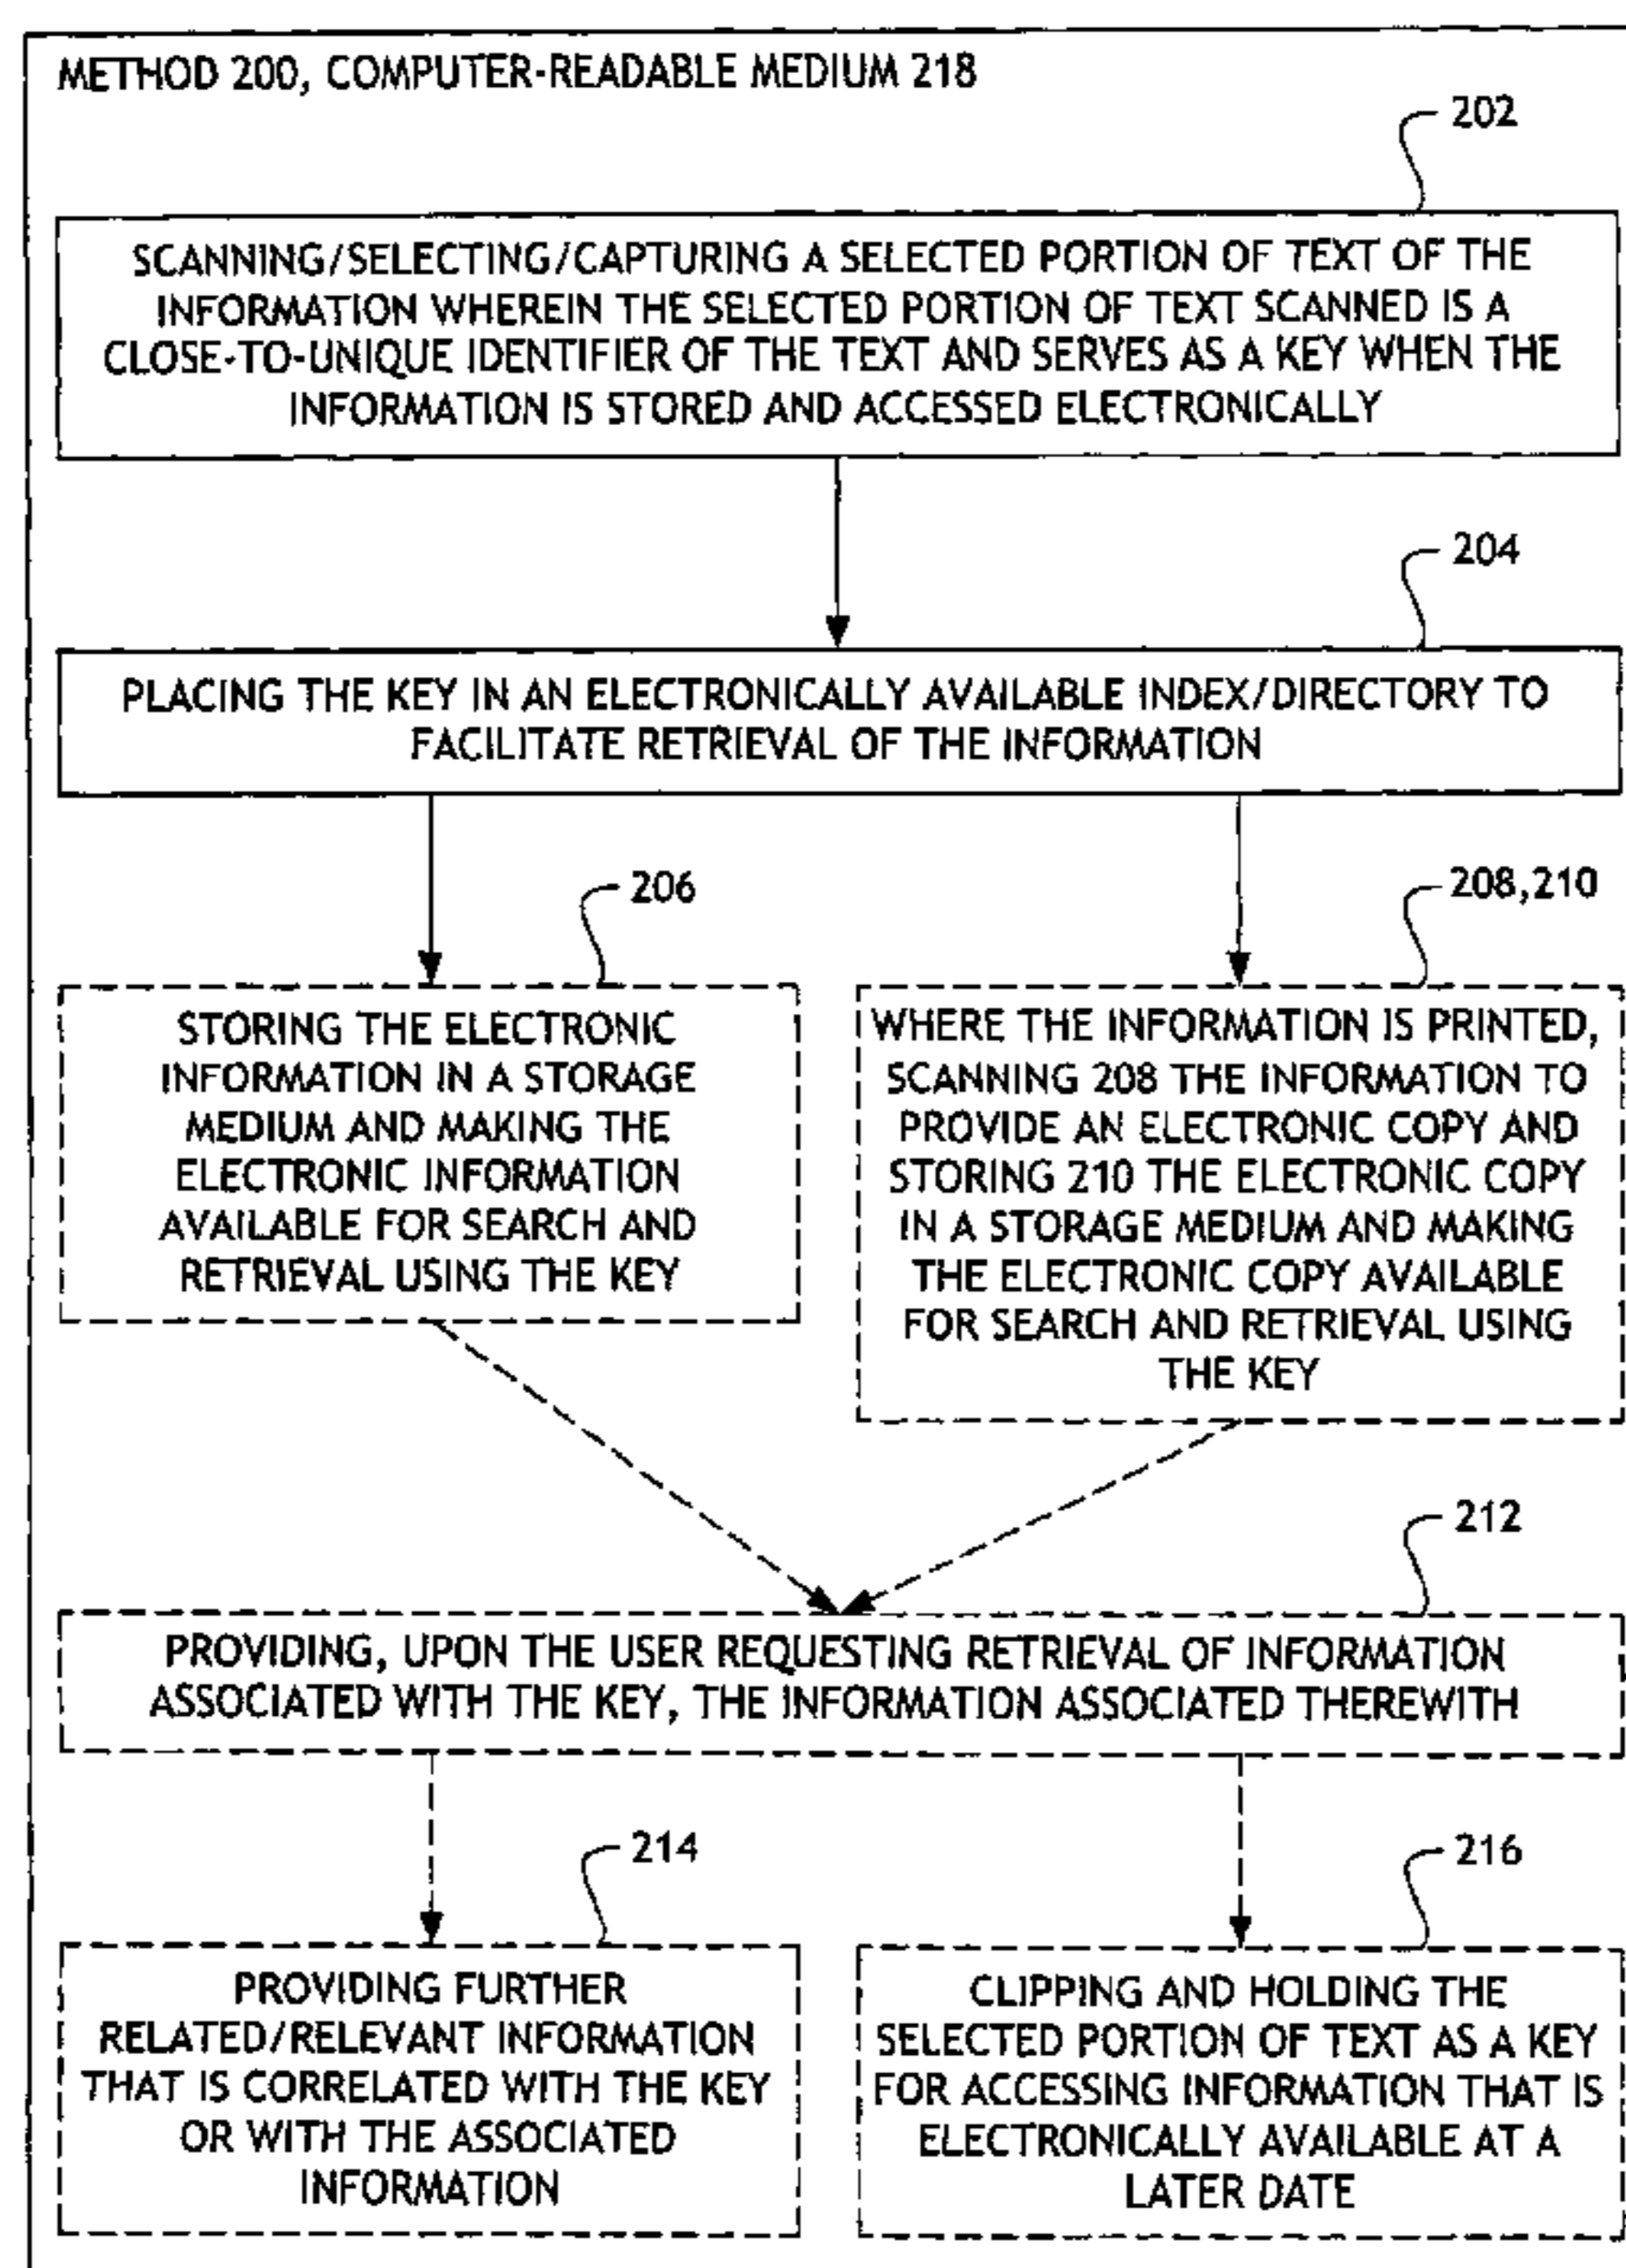 METHOD 200, COMPUTER-READABLE MEDIUM 218
202
SCANNING/SELECTING/CAPTURING A SELECTED PORTION OF TEXT OF THE
INFORMATION WHEREIN THE SELECTED PORTION OF TEXT SCANNED IS A
CLOSE-TO-UNIQUE IDENTIFIER OF THE TEXT AND SERVES AS A KEY WHEN THE
INFORMATION IS STORED AND ACCESSED ELECTRONICALLY
204
PLACING THE KEY IN AN ELECTRONICALLY AVAILABLE INDEX/DIRECTORY TO
FACILITATE RETRIEVAL OF THE INFORMATION
206
STORING THE ELECTRONIC
INFORMATION IN A STORAGE
MEDIUM AND MAKING THE
ELECTRONIC INFORMATION
AVAILABLE FOR SEARCH AND
RETRIEVAL USING THE KEY
208,210
WHERE THE INFORMATION IS PRINTED,
SCANNING 208 THE INFORMATION TO
PROVIDE AN ELECTRONIC COPY AND
STORING 210 THE ELECTRONIC COPY
IN A STORAGE MEDIUM AND MAKING
THE ELECTRONIC COPY AVAILABLE
FOR SEARCH AND RETRIEVAL USING
THE KEY
212
PROVIDING, UPON THE USER REQUESTING RETRIEVAL OF INFORMATION
ASSOCIATED WITH THE KEY, THE INFORMATION ASSOCIATED THEREWITH
214
PROVIDING FURTHER
RELATED/RELEVANT INFORMATION
THAT IS CORRELATED WITH THE KEY
OR WITH THE ASSOCIATED
INFORMATION
216
CLIPPING AND HOLDING THE
SELECTED PORTION OF TEXT AS A KEY
FOR ACCESSING INFORMATION THAT IS
ELECTRONICALLY AVAILABLE AT A
LATER DATE